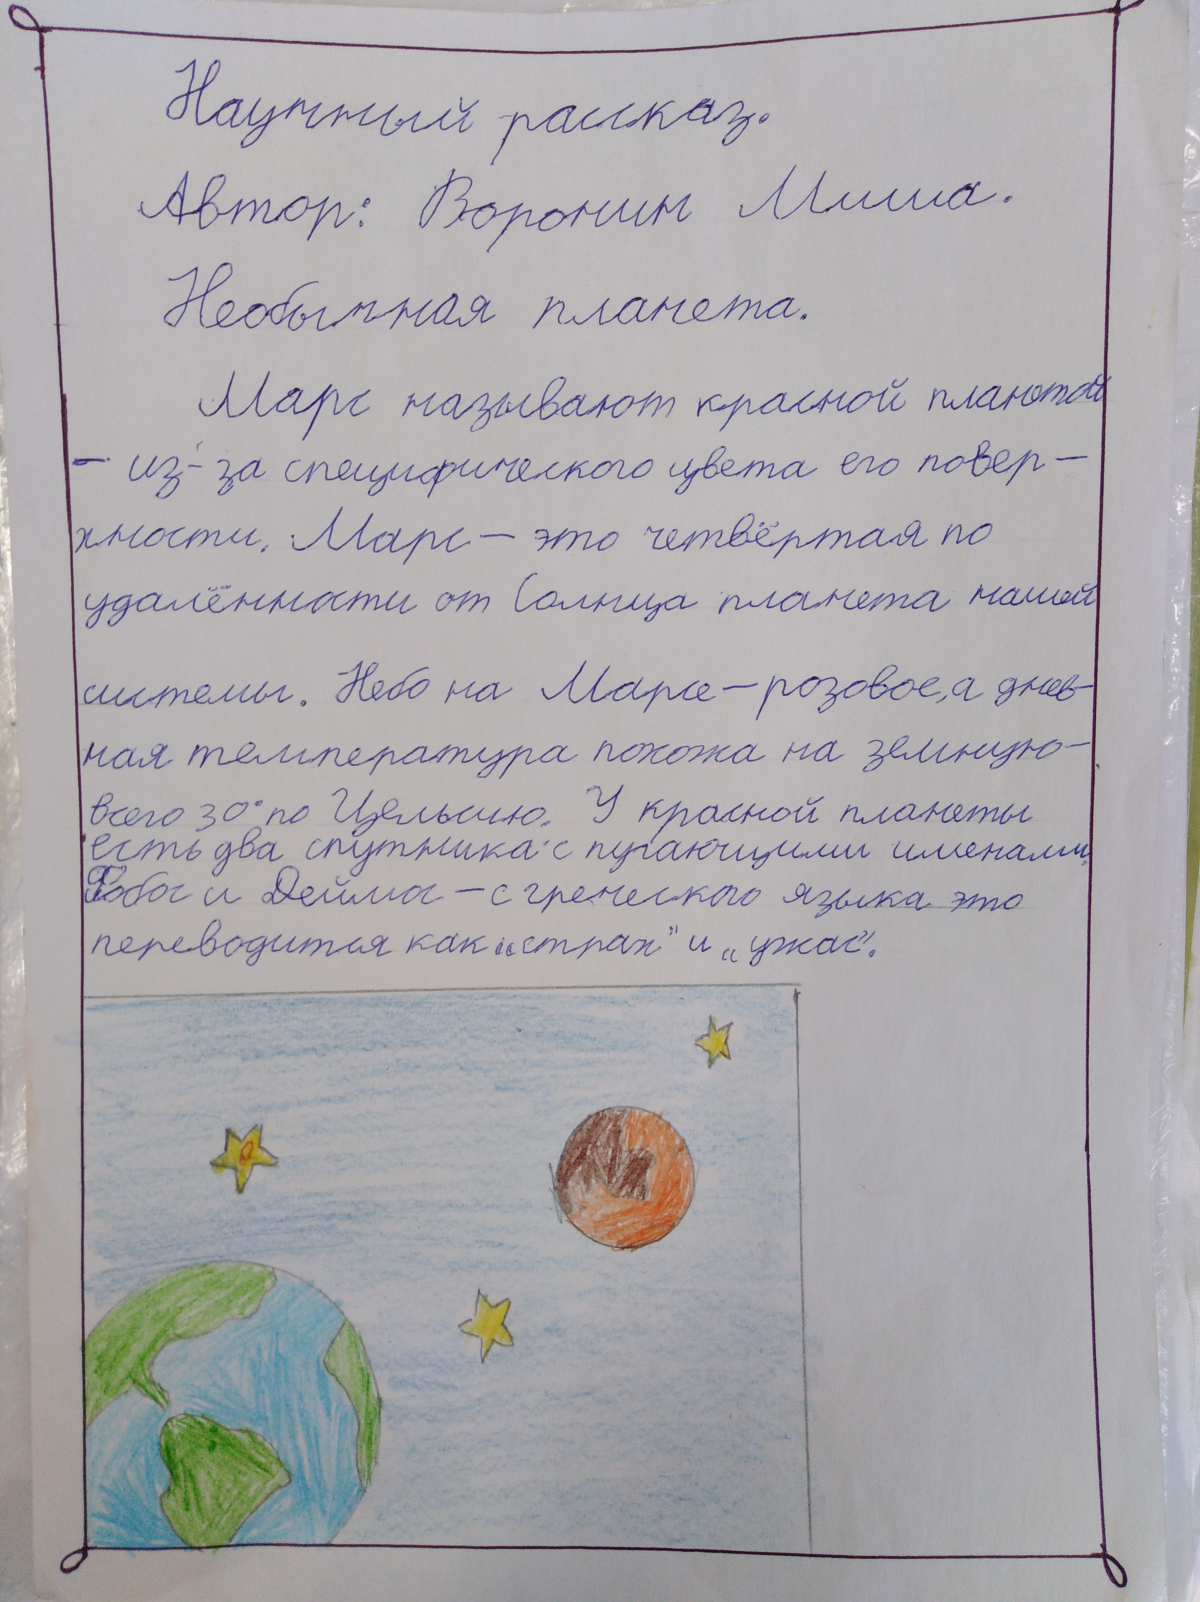 Научный рассказ.
Автор: Воронин Миша.
Необычная планета.
Марс называют красной планетой
- из-за специфического цвета его повер-
хности. Марс - это четвёртая по
удалённости от Солнца планета нашей
системы. Небо на Марсе - розовое, а днев-
ная температура похожа на земную-
всего 30° по Цельсию. У красной планеты
есть два спутника с пугающими именами,
Фобос и Деймос - с греческого языка это
переводится как „страх" и „ужас".